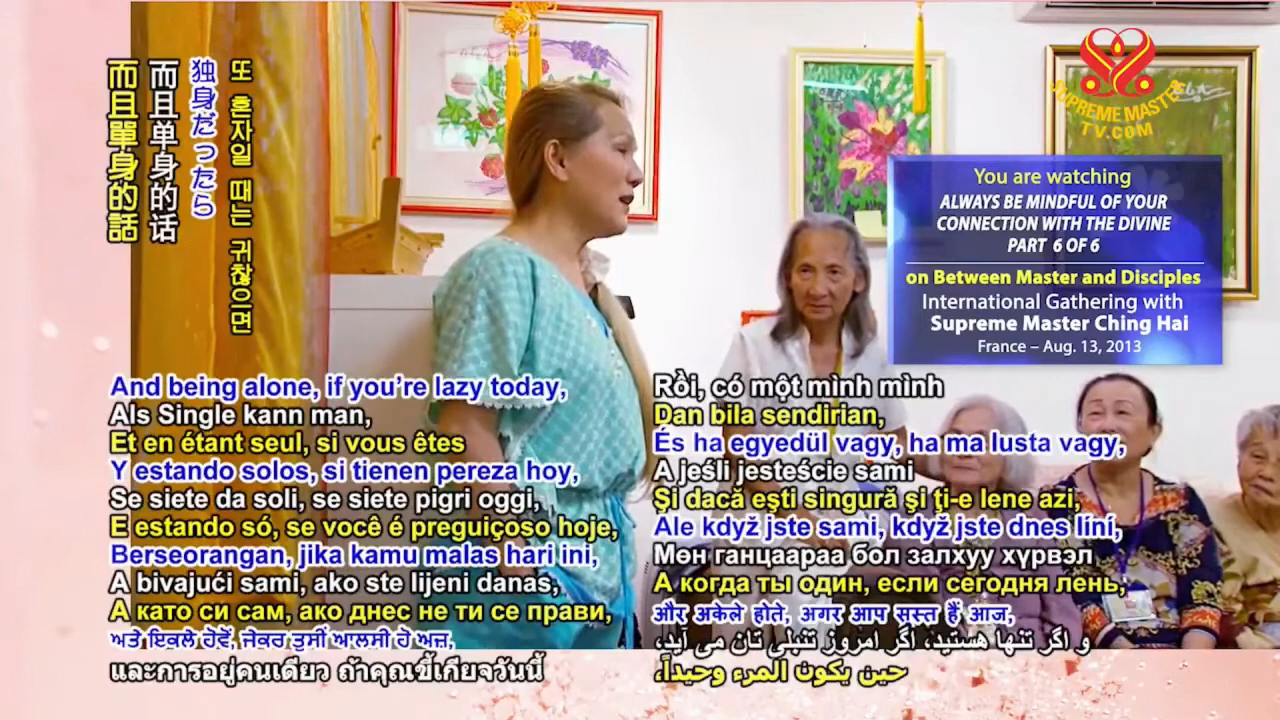 而且單身的話
而且单身的话
独身だったら
또 혼자일 때는 귀찮으면
SUPREME MASTER
TV.COM
You are watching
ALWAYS BE MINDFUL OF YOUR
CONNECTION WITH THE DIVINE
PART 6 OF 6
on Between Master and Disciples
International Gathering with
Supreme Master Ching Hai
France – Aug. 13, 2013
And being alone, if you're lazy today,
Als Single kann man,
Et en étant seul, si vous êtes
Y estando solos, si tienen pereza hoy,
Se siete da soli, se siete pigri oggi,
E estando só, se você é preguiçoso hoje,
Berseorangan, jika kamu malas hari ini,
A bivajući sami, ako ste lijeni danas,
А като си сам, ако днес не ти се прави,
ਅਤੇ ਇਕਲੇ ਹੋਵੋਂ, ਜੇਕਰ ਤੁਸੀਂ ਆਲਸੀ ਹੋ ਅਜ਼,
และการอยู่คนเดียว ถ้าคุณขี้เกียจวันนี้
Rồi, có một mình mình
Dan bila sendirian,
És ha egyedül vagy, ha ma lusta vagy,
A jeśli jesteście sami
Şi dacă eşti singură şi ţi-e lene azi,
Ale když jste sami, když jste dnes líní,
Мөн ганцаараа бол залхуу хүрвэл
А когда ты один, если сегодня лень,
और अकेले होते, अगर आप सुस्त हैं आज,
و اگر تنها هستید، اگر امروز تنبلی تان می آید،
حين يكون المرء وحيداً،